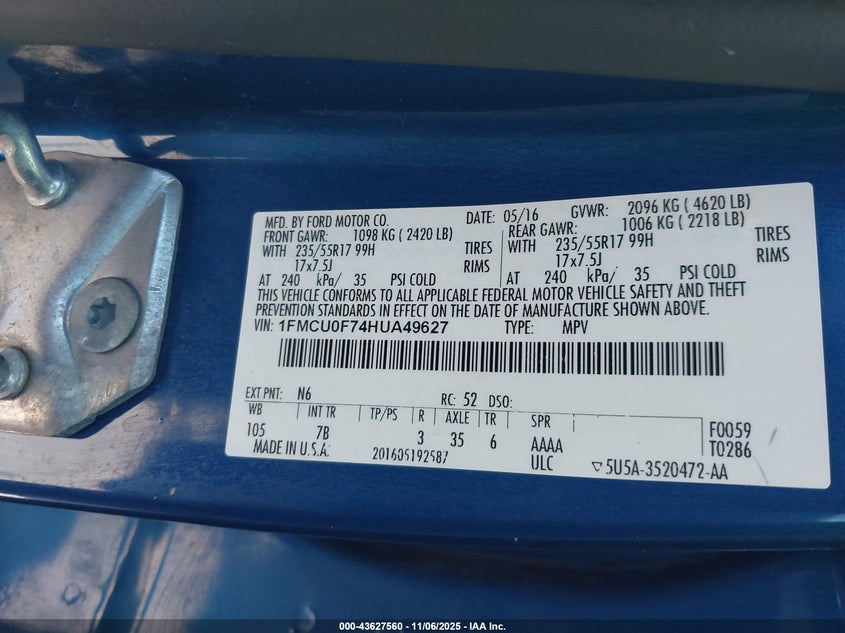 MFD. BY FORD MOTOR CO.
DATE: 05/16 GVWR: 2096 KG ( 4620 LB)
FRONT GAWR: 1098 KG ( 2420 LB)
WITH 235/55R17 99H TIRES
17x7.5J RIMS
AT 240 kPa/ 35 PSI COLD
REAR GAWR: 1006 KG ( 2218 LB)
WITH 235/55R17 99H TIRES
17x7.5J RIMS
AT 240 kPa/ 35 PSI COLD
THIS VEHICLE CONFORMS TO ALL APPLICABLE FEDERAL MOTOR VEHICLE SAFETY AND THEFT
PREVENTION STANDARDS IN EFFECT ON THE DATE OF MANUFACTURE SHOWN ABOVE.
VIN: 1FMCU0F74HUA49627 TYPE: MPV
EXT PNT: N6 RC: 52 DSO:
WB INT TR TP/PS R AXLE TR SPR F0059
105 7B 3 35 6 AAAA T0286
MADE IN U.S.A. 201605192587 ULC ▽5U5A-3520472-AA
000-43627560 - 11/06/2025 - IAA Inc.